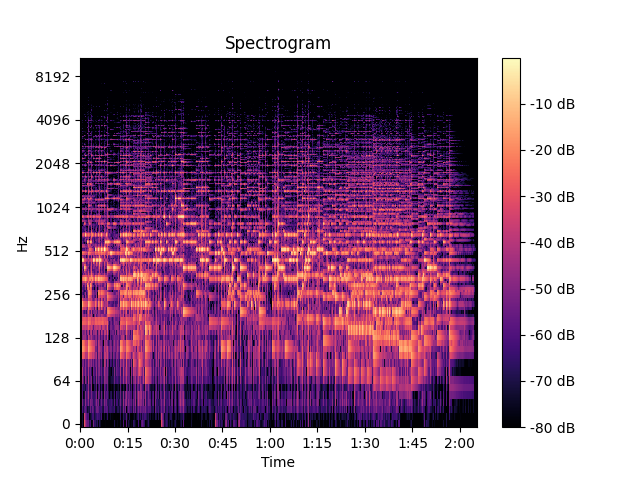 Spectrogram
8192
4096
2048
1024
512
256
128
64
0
Hz
0:00 0:15 0:30 0:45 1:00 1:15 1:30 1:45 2:00
Time
-10 dB
-20 dB
-30 dB
-40 dB
-50 dB
-60 dB
-70 dB
-80 dB